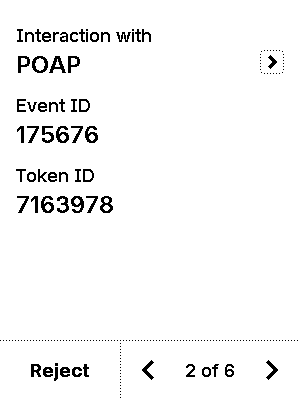 Interaction with
POAP
Event ID
175676
Token ID
7163978
Reject
2 of 6